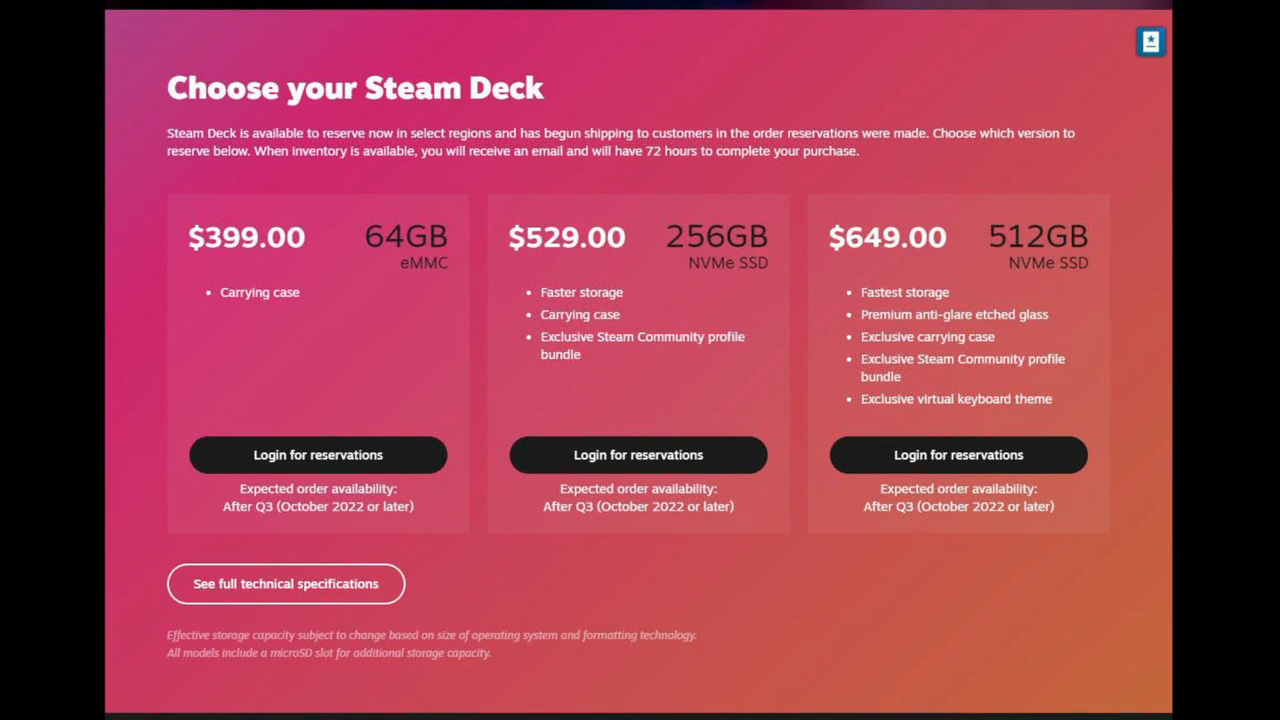 Choose your Steam Deck
Steam Deck is available to reserve now in select regions and has begun shipping to customers in the order reservations were made. Choose which version to
reserve below. When inventory is available, you will receive an email and will have 72 hours to complete your purchase.
$399.00
64GB
eMMC
• Carrying case
Login for reservations
Expected order availability:
After Q3 (October 2022 or later)
$529.00
256GB
NVMe SSD
• Faster storage
• Carrying case
• Exclusive Steam Community profile
bundle
Login for reservations
Expected order availability:
After Q3 (October 2022 or later)
$649.00
512GB
NVMe SSD
• Fastest storage
• Premium anti-glare etched glass
• Exclusive carrying case
• Exclusive Steam Community profile
bundle
• Exclusive virtual keyboard theme
Login for reservations
Expected order availability:
After Q3 (October 2022 or later)
See full technical specifications
Effective storage capacity subject to change based on size of operating system and formatting technology.
All models include a microSD slot for additional storage capacity.